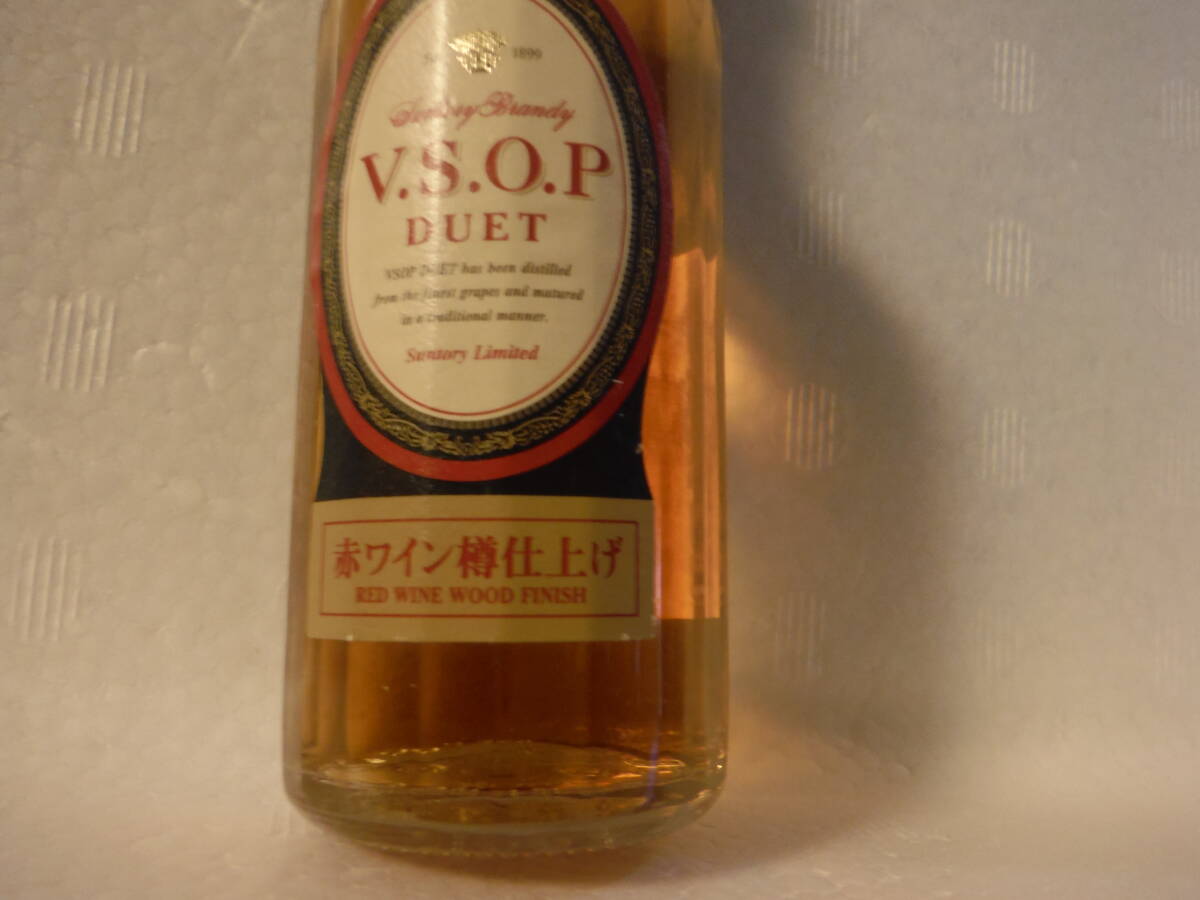 1899
Suntory Brandy
V.S.O.P
DUET
VSOP DUET has been distilled
from the finest grapes and matured
in a traditional manner.
Suntory Limited
赤ワイン樽仕上げ
RED WINE WOOD FINISH